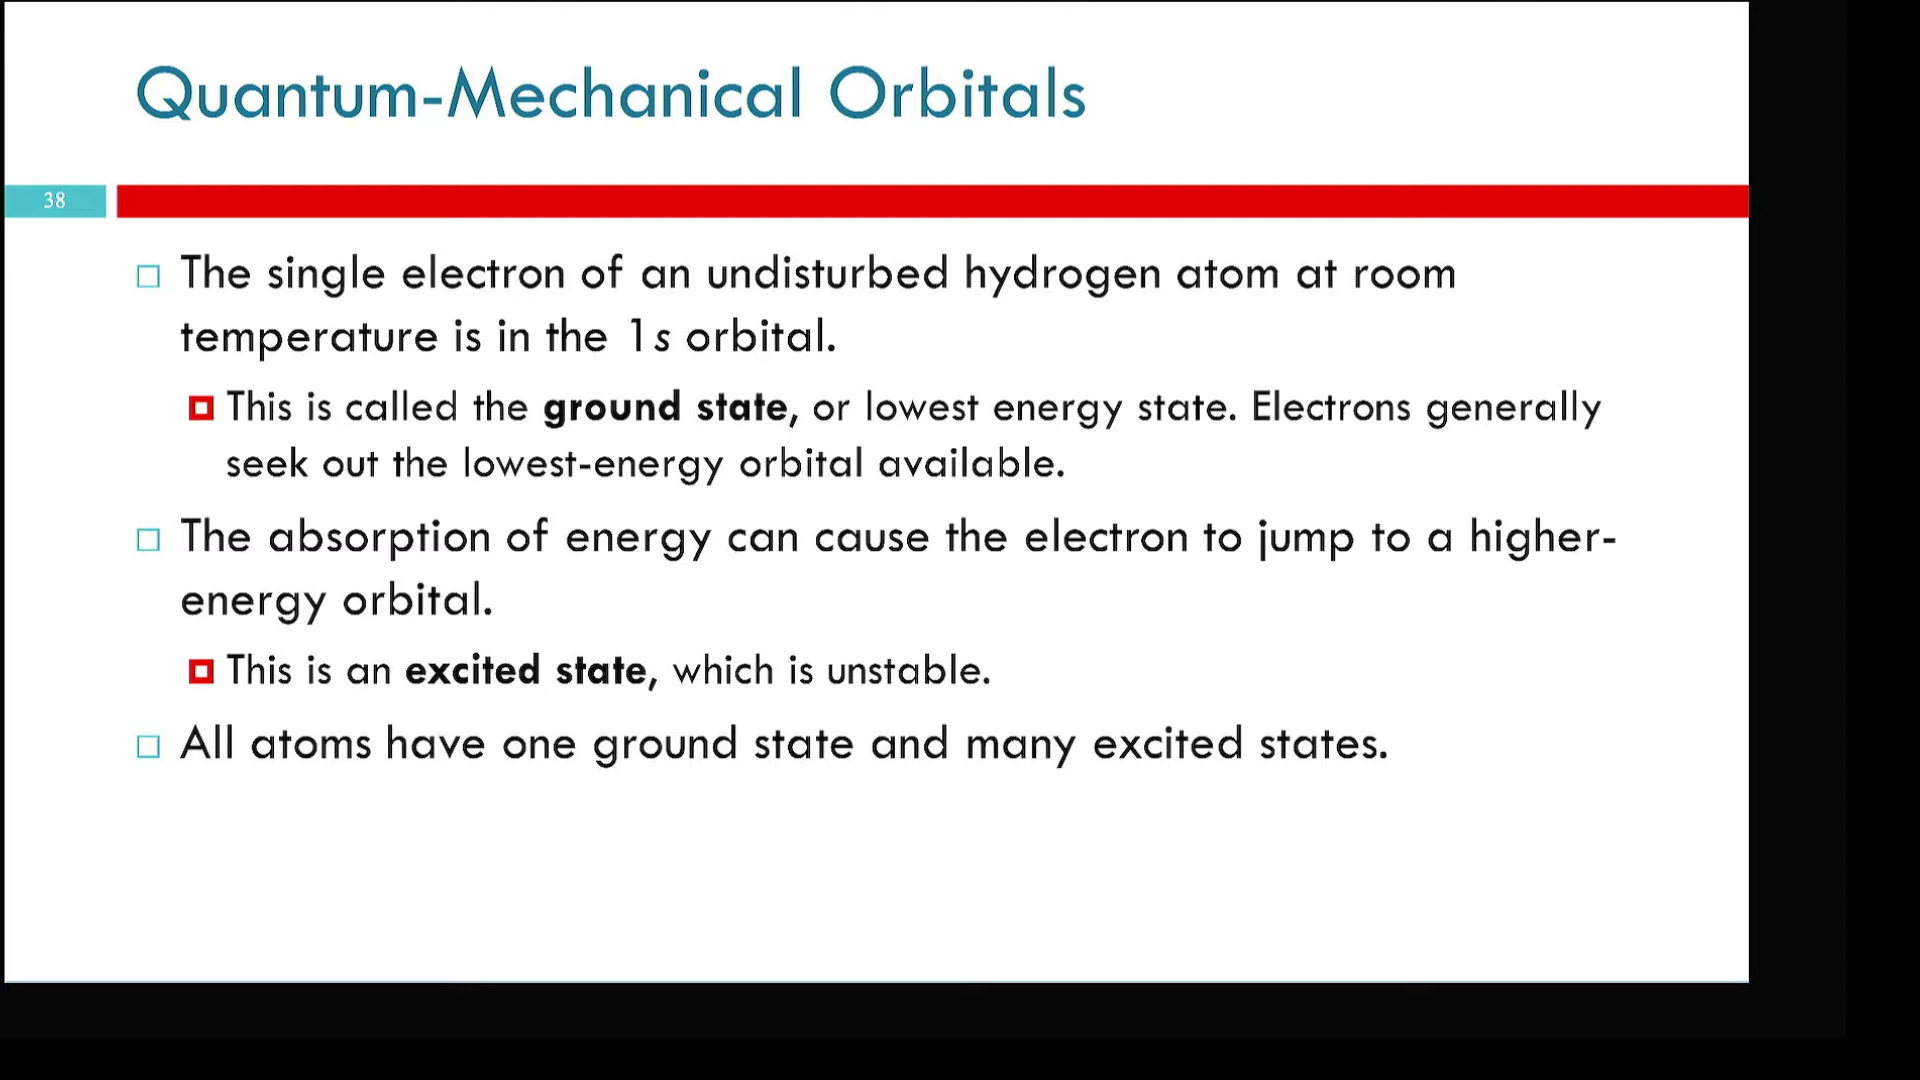 Quantum-Mechanical Orbitals
38
The single electron of an undisturbed hydrogen atom at room
temperature is in the 1s orbital.
This is called the ground state, or lowest energy state. Electrons generally
seek out the lowest-energy orbital available.
The absorption of energy can cause the electron to jump to a higher-
energy orbital.
This is an excited state, which is unstable.
All atoms have one ground state and many excited states.